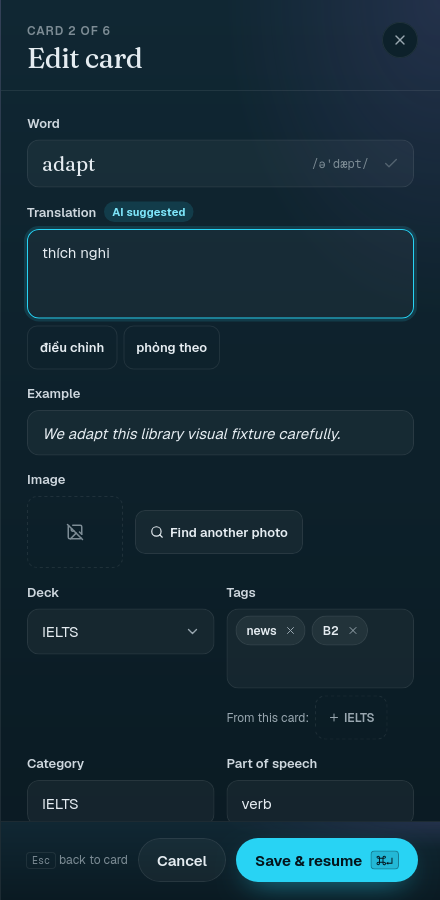 CARD 2 OF 6
Edit card
Word
adapt /əˈdæpt/
Translation AI suggested
thích nghi
điều chỉnh phỏng theo
Example
We adapt this library visual fixture carefully.
Image
Find another photo
Deck Tags
IELTS news B2
From this card: + IELTS
Category Part of speech
IELTS verb
Esc back to card Cancel Save & resume ⌘↵